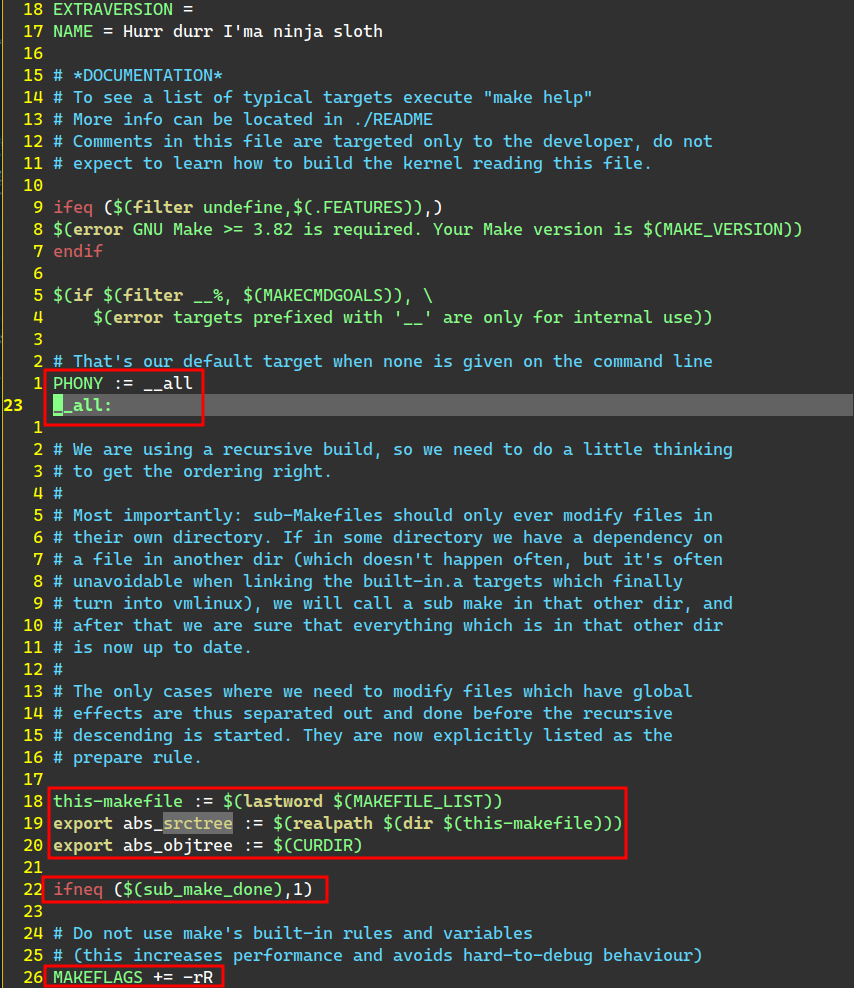 18 EXTRAVERSION =
17 NAME = Hurr durr I'ma ninja sloth
16
15 # *DOCUMENTATION*
14 # To see a list of typical targets execute "make help"
13 # More info can be located in ./README
12 # Comments in this file are targeted only to the developer, do not
11 # expect to learn how to build the kernel reading this file.
10
9 ifeq ($(filter undefine,$(.FEATURES)),)
8 $(error GNU Make >= 3.82 is required. Your Make version is $(MAKE_VERSION))
7 endif
6
5 $(if $(filter __%, $(MAKECMDGOALS)), \
4     $(error targets prefixed with '__' are only for internal use))
3
2 # That's our default target when none is given on the command line
1 PHONY := __all
23 __all:
1
2 # We are using a recursive build, so we need to do a little thinking
3 # to get the ordering right.
4 #
5 # Most importantly: sub-Makefiles should only ever modify files in
6 # their own directory. If in some directory we have a dependency on
7 # a file in another dir (which doesn't happen often, but it's often
8 # unavoidable when linking the built-in.a targets which finally
9 # turn into vmlinux), we will call a sub make in that other dir, and
10 # after that we are sure that everything which is in that other dir
11 # is now up to date.
12 #
13 # The only cases where we need to modify files which have global
14 # effects are thus separated out and done before the recursive
15 # descending is started. They are now explicitly listed as the
16 # prepare rule.
17
18 this-makefile := $(lastword $(MAKEFILE_LIST))
19 export abs_srctree := $(realpath $(dir $(this-makefile)))
20 export abs_objtree := $(CURDIR)
21
22 ifneq ($(sub_make_done),1)
23
24 # Do not use make's built-in rules and variables
25 # (this increases performance and avoids hard-to-debug behaviour)
26 MAKEFLAGS += -rR